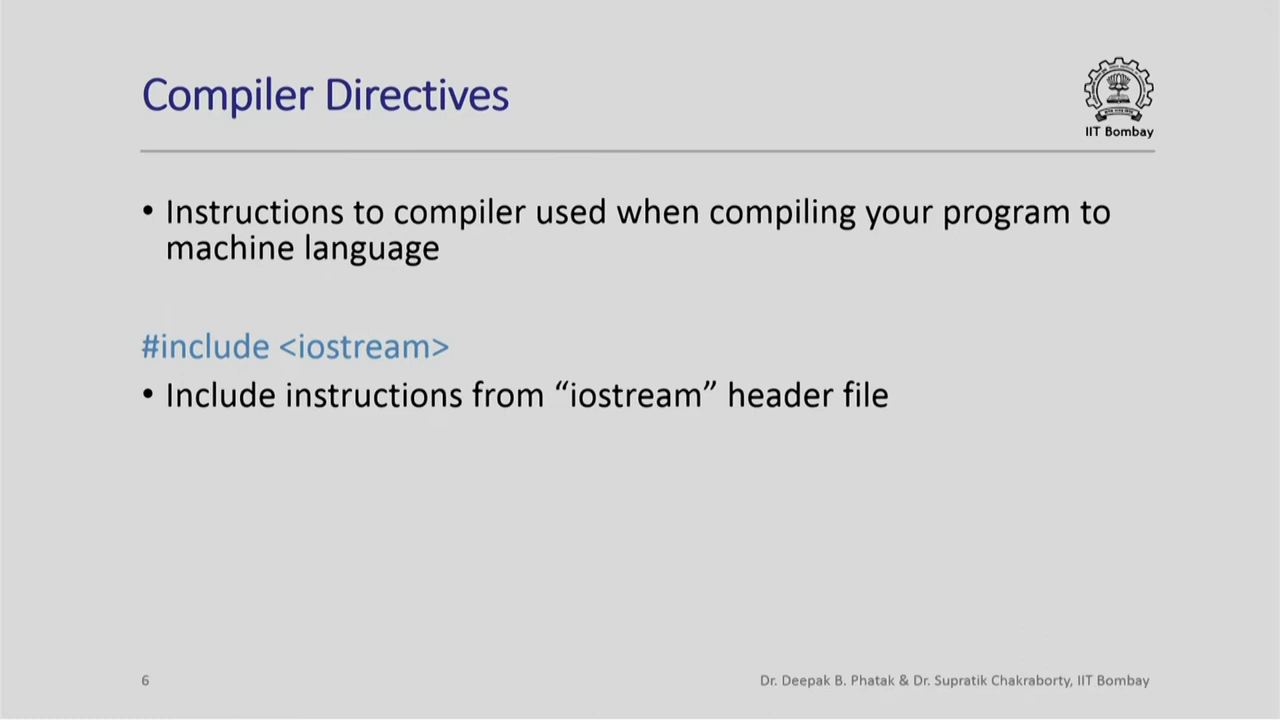 Compiler Directives
IIT Bombay
• Instructions to compiler used when compiling your program to
machine language
#include <iostream>
• Include instructions from “iostream” header file
6
Dr. Deepak B. Phatak & Dr. Supratik Chakraborty, IIT Bombay